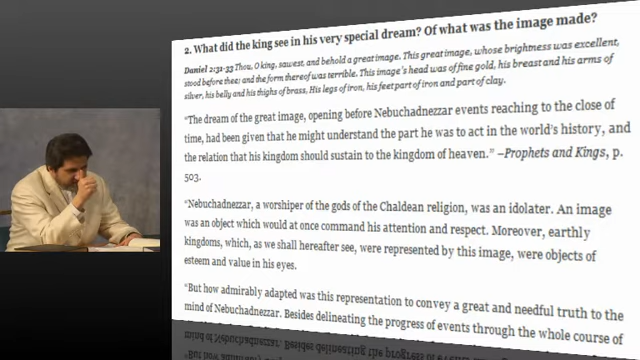 2. What did the king see in his very special dream? Of what was the image made?
Daniel 2:31-33 Thou, O king, sawest, and behold a great image. This great image, whose brightness was excellent,
stood before thee; and the form thereof was terrible. This image's head was of fine gold, his breast and his arms of
silver, his belly and his thighs of brass, His legs of iron, his feet part of iron and part of clay.
“The dream of the great image, opening before Nebuchadnezzar events reaching to the close of
time, had been given that he might understand the part he was to act in the world's history, and
the relation that his kingdom should sustain to the kingdom of heaven.” –Prophets and Kings, p.
503.
“Nebuchadnezzar, a worshiper of the gods of the Chaldean religion, was an idolater. An image
was an object which would at once command his attention and respect. Moreover, earthly
kingdoms, which, as we shall hereafter see, were represented by this image, were objects of
esteem and value in his eyes.
“But how admirably adapted was this representation to convey a great and needful truth to the
mind of Nebuchadnezzar. Besides delineating the progress of events through the whole course of